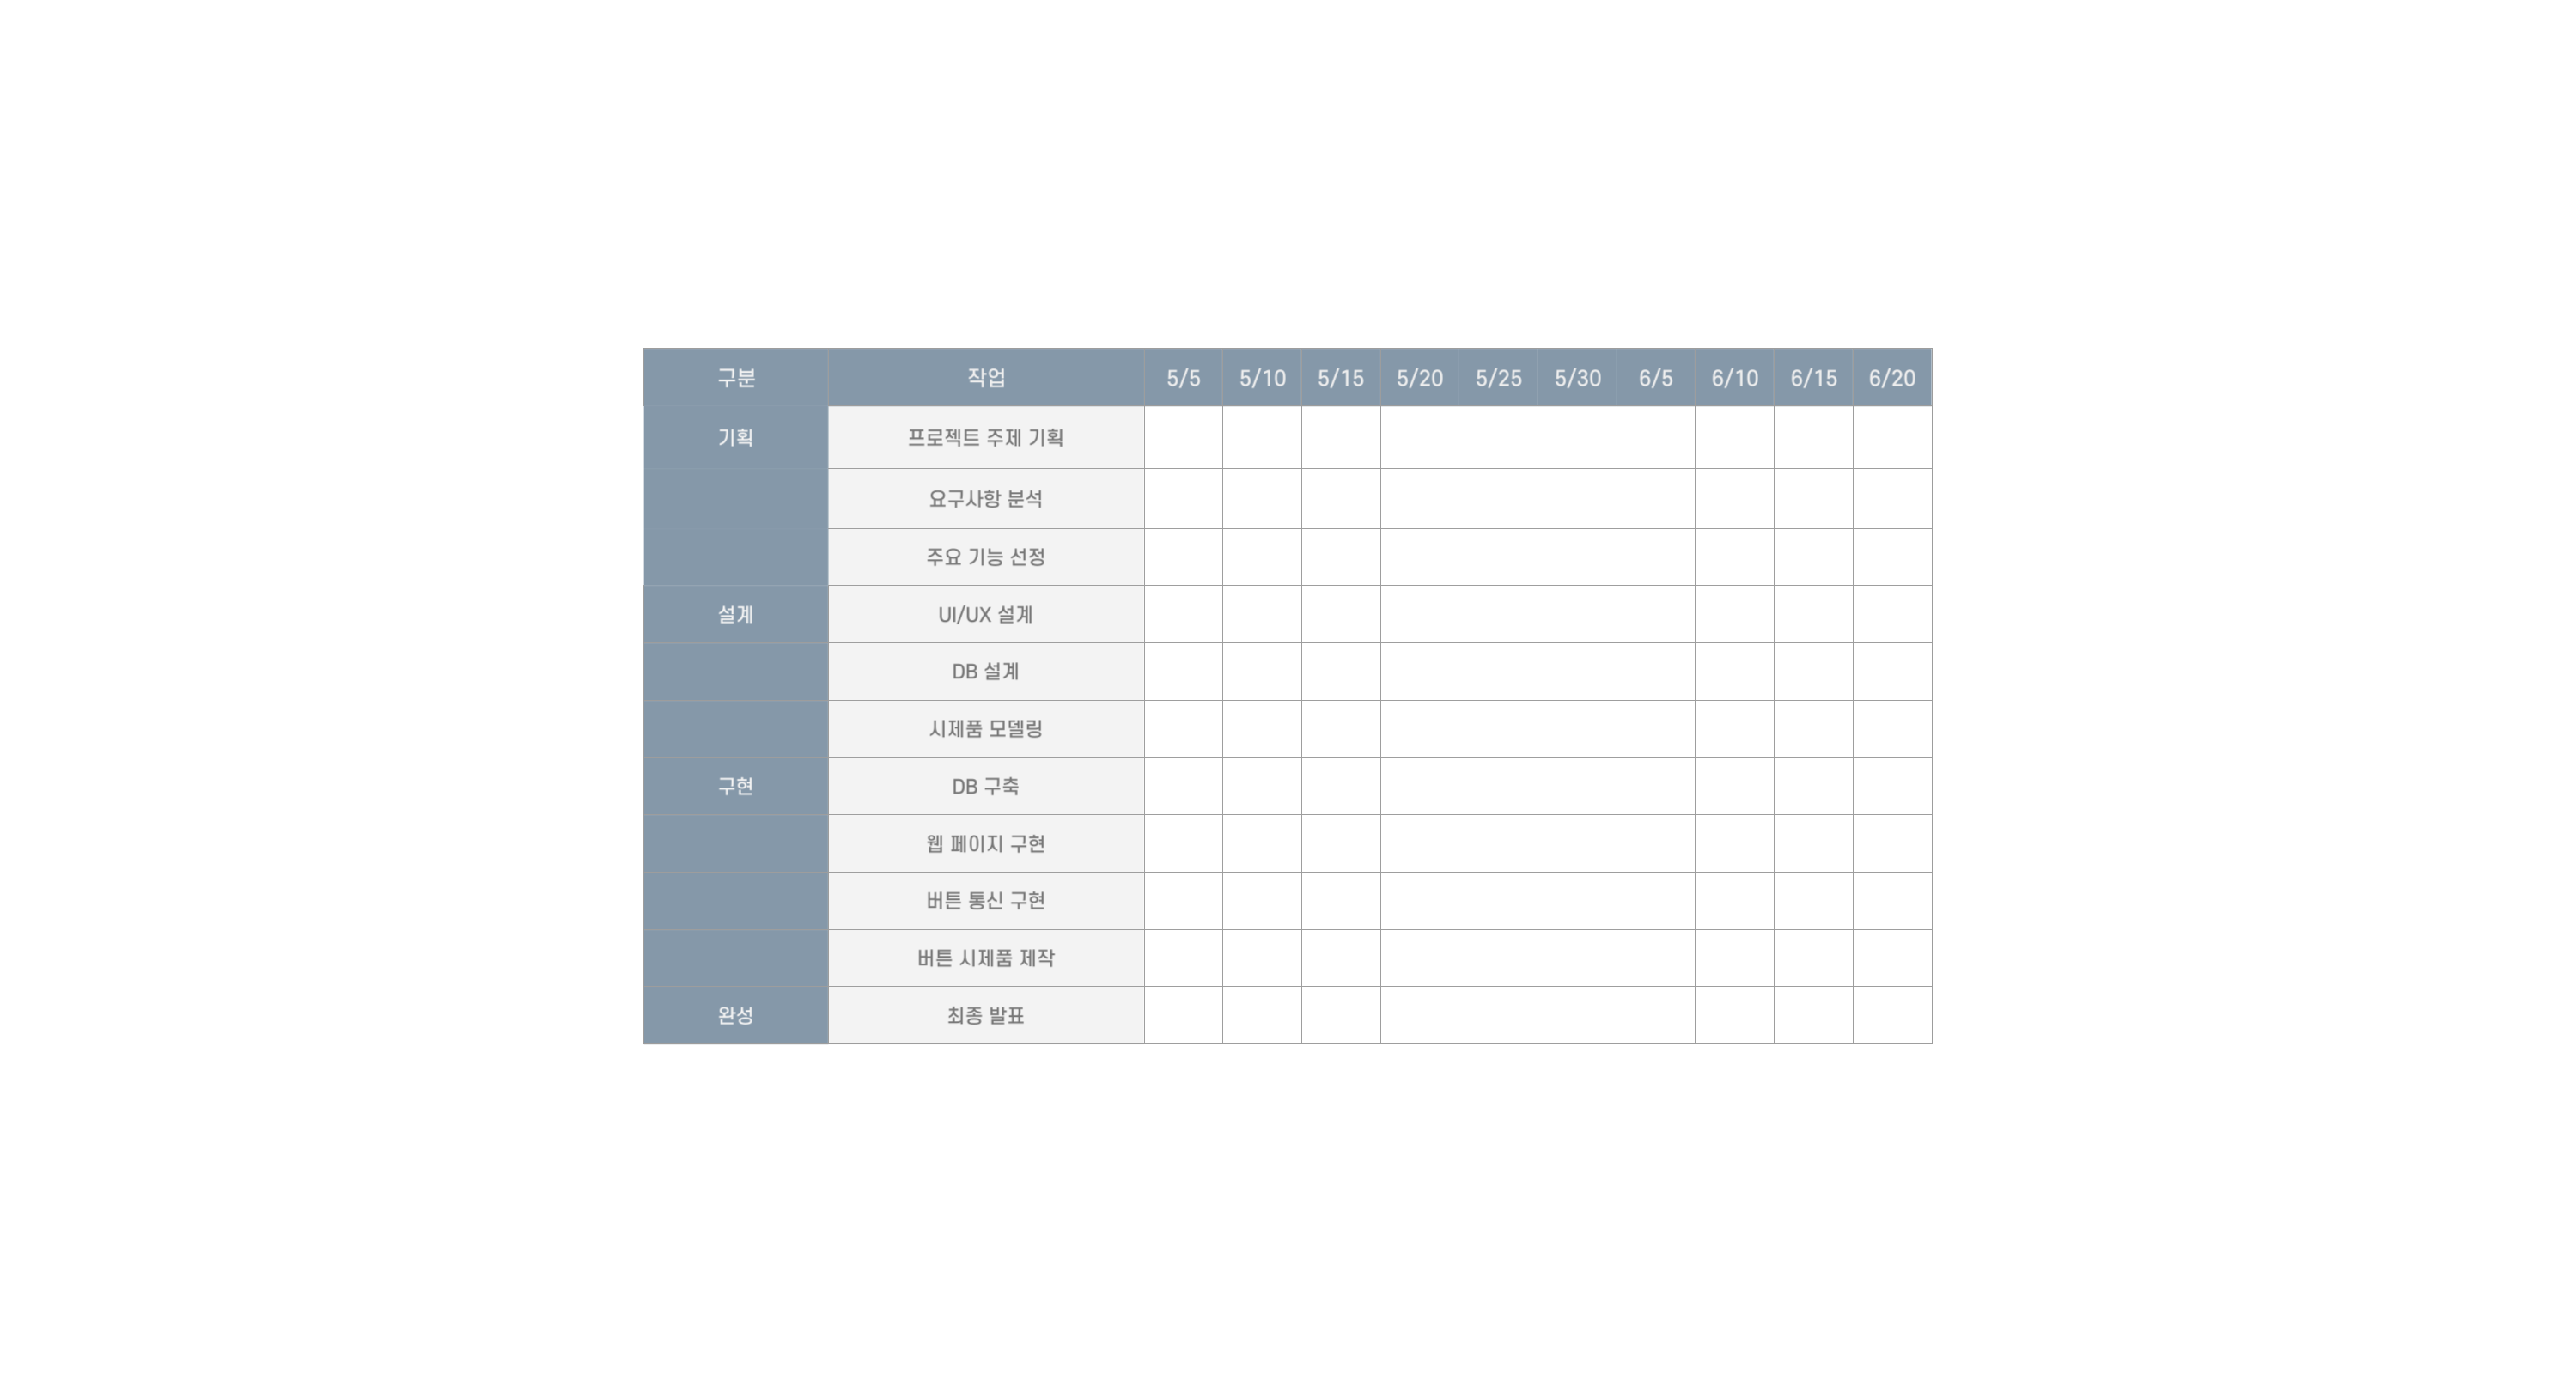 구분 작업 5/5 5/10 5/15 5/20 5/25 5/30 6/5 6/10 6/15 6/20
기획 프로젝트 주제 기획
요구사항 분석
주요 기능 선정
설계 UI/UX 설계
DB 설계
시제품 모델링
구현 DB 구축
웹 페이지 구현
버튼 통신 구현
버튼 시제품 제작
완성 최종 발표